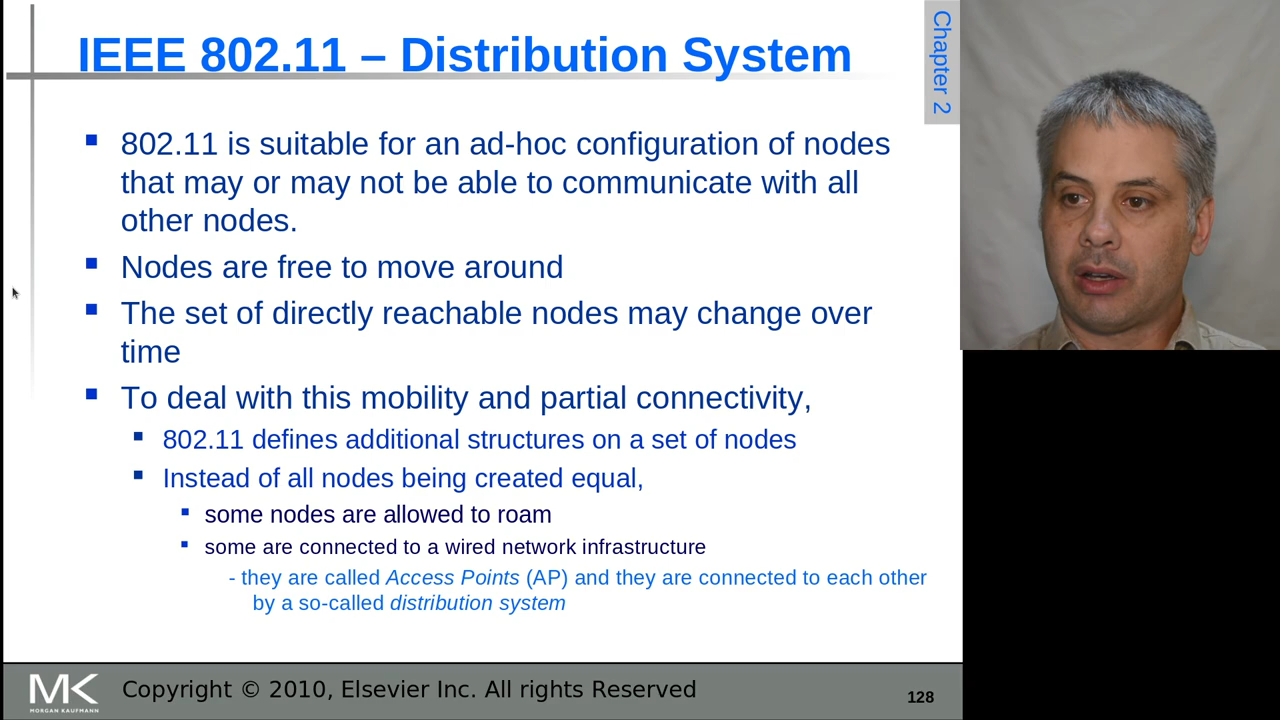 IEEE 802.11 – Distribution System
Chapter 2
802.11 is suitable for an ad-hoc configuration of nodes
that may or may not be able to communicate with all
other nodes.
Nodes are free to move around
The set of directly reachable nodes may change over
time
To deal with this mobility and partial connectivity,
802.11 defines additional structures on a set of nodes
Instead of all nodes being created equal,
some nodes are allowed to roam
some are connected to a wired network infrastructure
- they are called Access Points (AP) and they are connected to each other
by a so-called distribution system
MK
MORGAN KAUFMANN
Copyright © 2010, Elsevier Inc. All rights Reserved
128